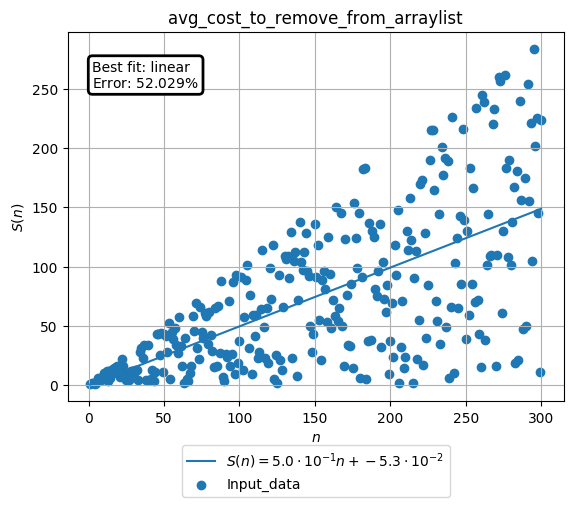 avg_cost_to_remove_from_arraylist
Best fit: linear
Error: 52.029%
S(n)
250
200
150
100
50
0
0 50 100 150 200 250 300
n
S(n) = 5.0 · 10⁻¹n + − 5.3 · 10⁻²
Input_data